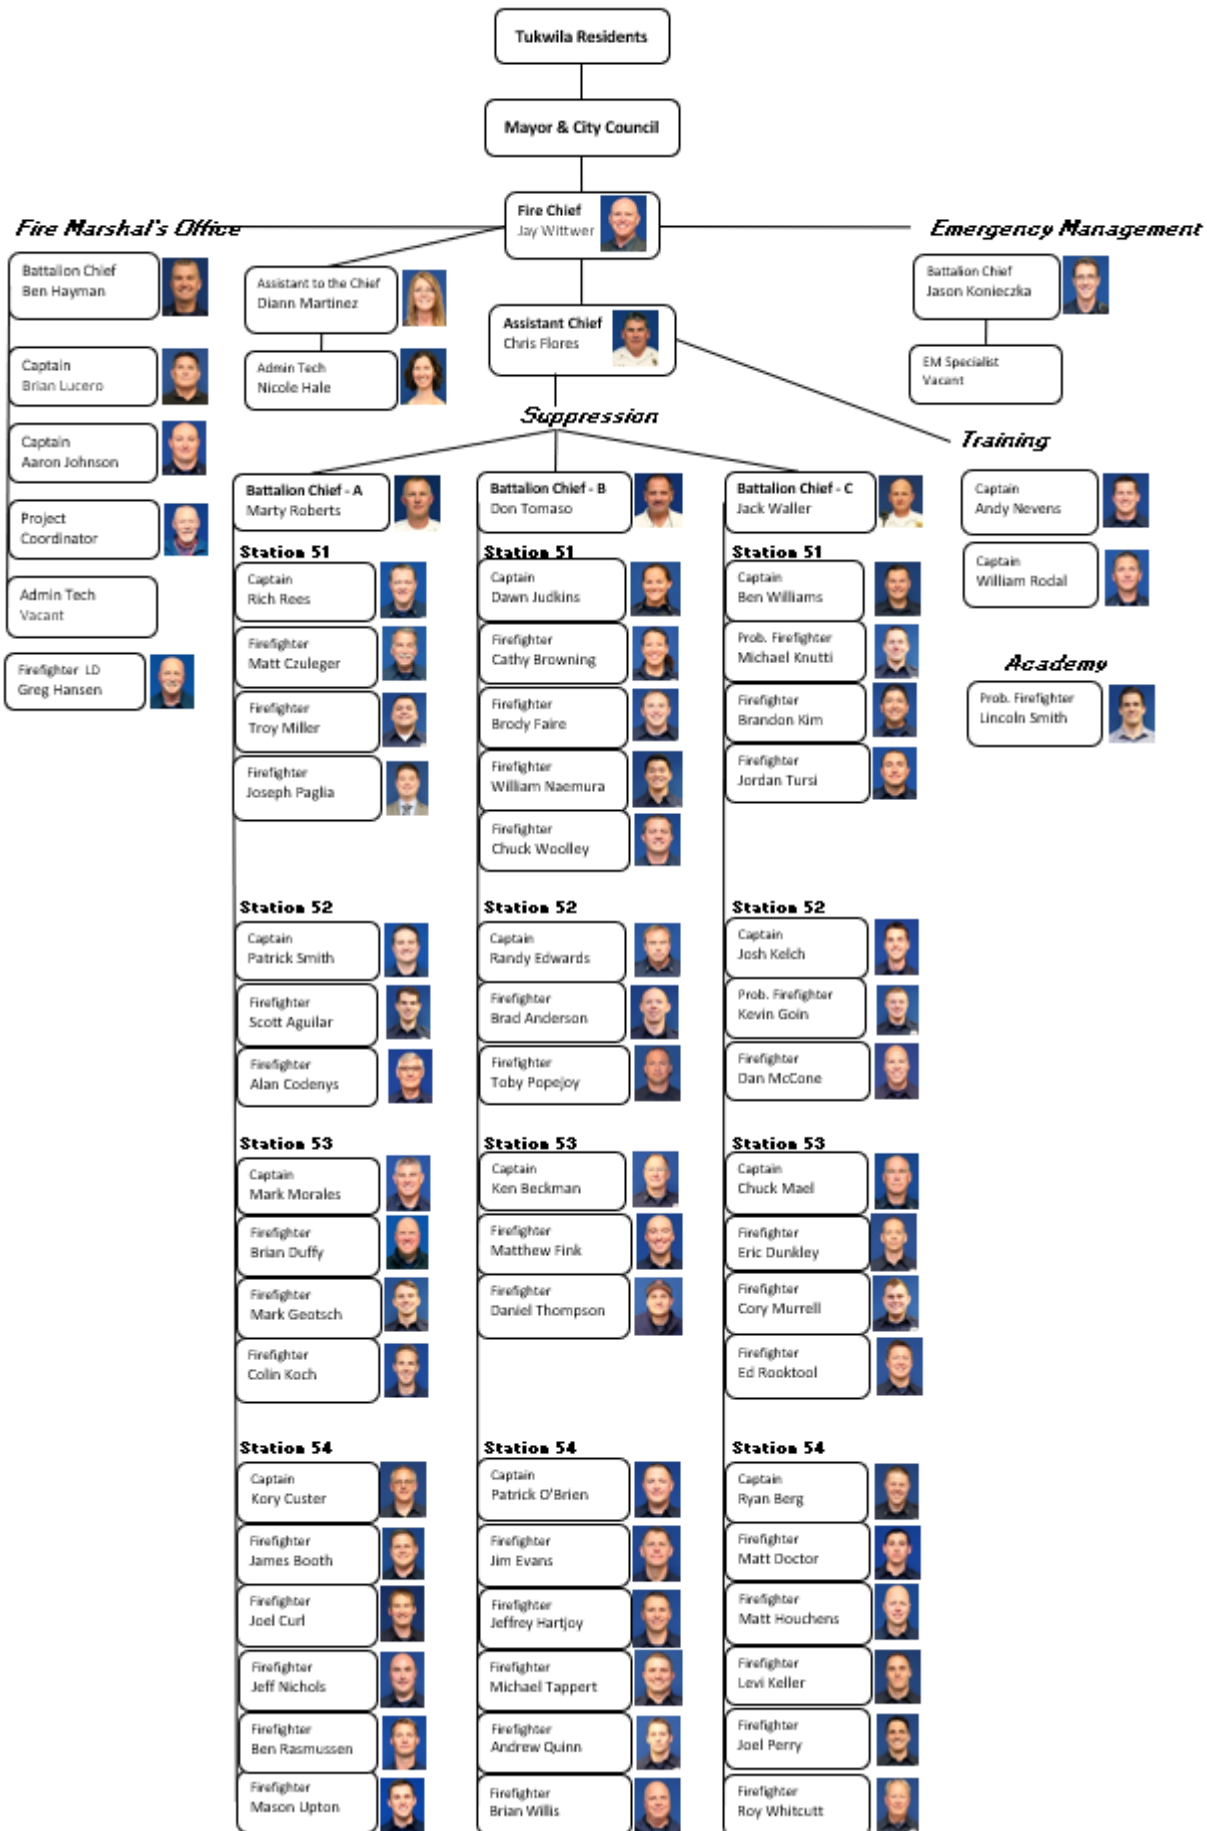 Tukwila Residents
Mayor & City Council
Fire Chief
Jay Wittwer
Fire Marshal's Office
Battalion Chief
Ben Hayman
Captain
Brian Lucero
Captain
Aaron Johnson
Project
Coordinator
Admin Tech
Vacant
Firefighter LD
Greg Hansen
Assistant to the Chief
Diann Martinez
Admin Tech
Nicole Hale
Assistant Chief
Chris Flores
Emergency Management
Battalion Chief
Jason Konieczka
EM Specialist
Vacant
Training
Captain
Andy Nevens
Captain
William Rodal
Academy
Prob. Firefighter
Lincoln Smith
Suppression
Battalion Chief - A
Marty Roberts
Station 51
Captain
Rich Rees
Firefighter
Matt Czuleger
Firefighter
Troy Miller
Firefighter
Joseph Paglia
Station 52
Captain
Patrick Smith
Firefighter
Scott Aguilar
Firefighter
Alan Codenys
Station 53
Captain
Mark Morales
Firefighter
Brian Duffy
Firefighter
Mark Geotsch
Firefighter
Colin Koch
Station 54
Captain
Kory Custer
Firefighter
James Booth
Firefighter
Joel Curl
Firefighter
Jeff Nichols
Firefighter
Ben Rasmussen
Firefighter
Mason Upton
Battalion Chief - B
Don Tomaso
Station 51
Captain
Dawn Judkins
Firefighter
Cathy Browning
Firefighter
Brody Faire
Firefighter
William Naemura
Firefighter
Chuck Woolley
Station 52
Captain
Randy Edwards
Firefighter
Brad Anderson
Firefighter
Toby Popejoy
Station 53
Captain
Ken Beckman
Firefighter
Matthew Fink
Firefighter
Daniel Thompson
Station 54
Captain
Patrick O'Brien
Firefighter
Jim Evans
Firefighter
Jeffrey Hartjoy
Firefighter
Michael Tappert
Firefighter
Andrew Quinn
Firefighter
Brian Willis
Battalion Chief - C
Jack Waller
Station 51
Captain
Ben Williams
Prob. Firefighter
Michael Knutti
Firefighter
Brandon Kim
Firefighter
Jordan Tursi
Station 52
Captain
Josh Kelch
Prob. Firefighter
Kevin Goin
Firefighter
Dan McCone
Station 53
Captain
Chuck Mael
Firefighter
Eric Dunkley
Firefighter
Cory Murrell
Firefighter
Ed Rooktool
Station 54
Captain
Ryan Berg
Firefighter
Matt Doctor
Firefighter
Matt Houchens
Firefighter
Levi Keller
Firefighter
Joel Perry
Firefighter
Roy Whitcutt